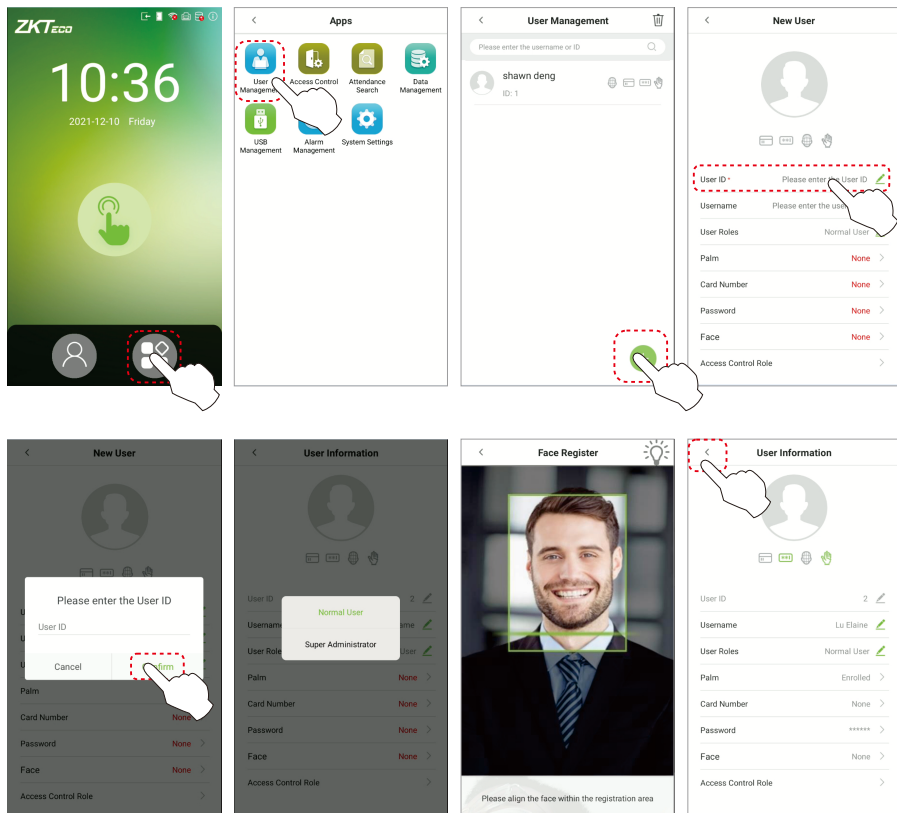 ZKTeco
10:36
2021-12-10 Friday
Apps
User
Management
Access Control
Attendance
Search
Data
Management
USB
Management
Alarm
Management
System Settings
User Management
Please enter the username or ID
shawn deng
ID: 1
New User
User ID *
Please enter the User ID
Username
Please enter the use
User Roles
Normal User
Palm
None
Card Number
None
Password
None
Face
None
Access Control Role
New User
Please enter the User ID
User ID
Cancel
Confirm
Palm
Card Number
None
Password
None
Face
None
Access Control Role
User Information
User ID
2
Username
ame
User Role
User
Normal User
Super Administrator
Palm
None
Card Number
None
Password
None
Face
None
Access Control Role
Face Register
Please align the face within the registration area
User Information
User ID
2
Username
Lu Elaine
User Roles
Normal User
Palm
Enrolled
Card Number
None
Password
******
Face
None
Access Control Role